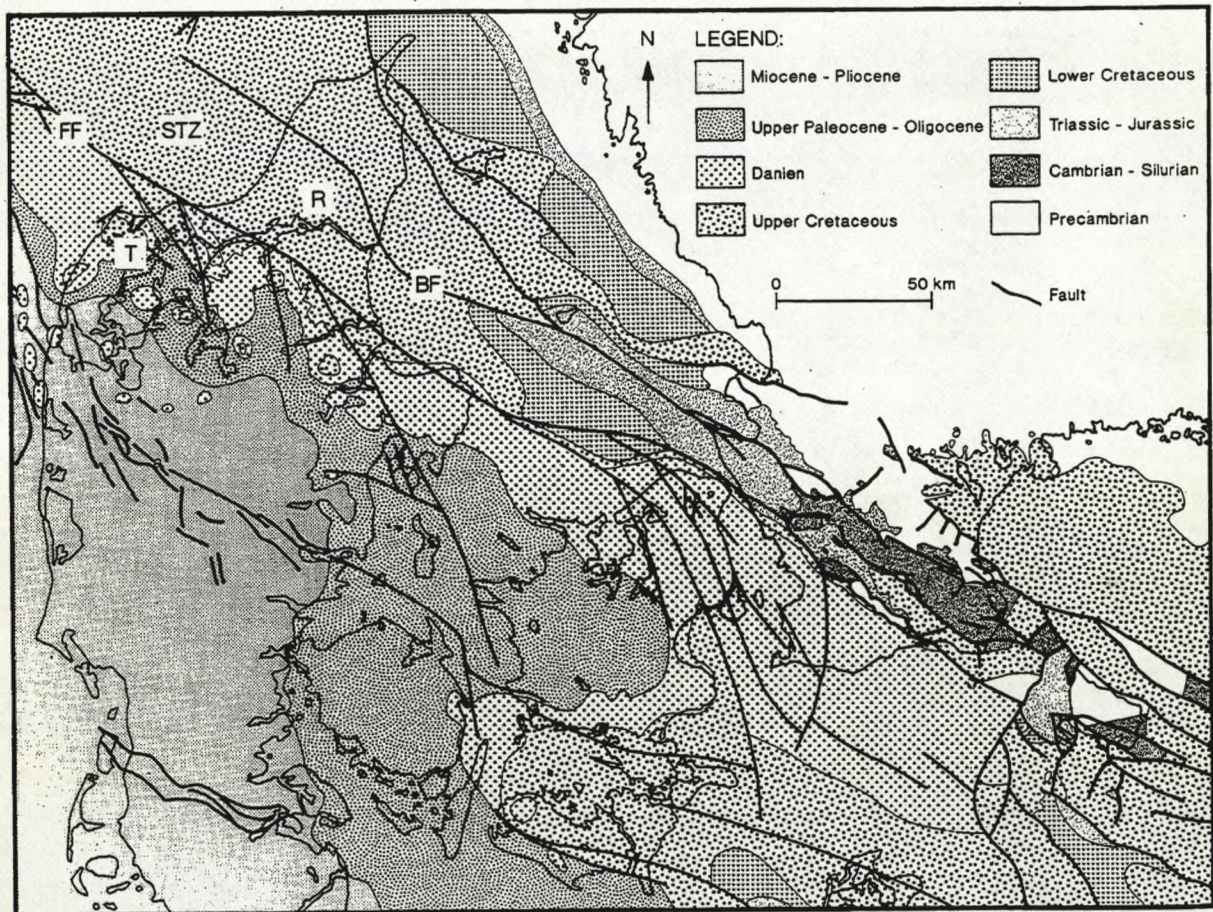 N
LEGEND:
Miocene - Pliocene
Upper Paleocene - Oligocene
Danien
Upper Cretaceous
Lower Cretaceous
Triassic - Jurassic
Cambrian - Silurian
Precambrian
0 50 km
Fault
FF
STZ
R
T
BF